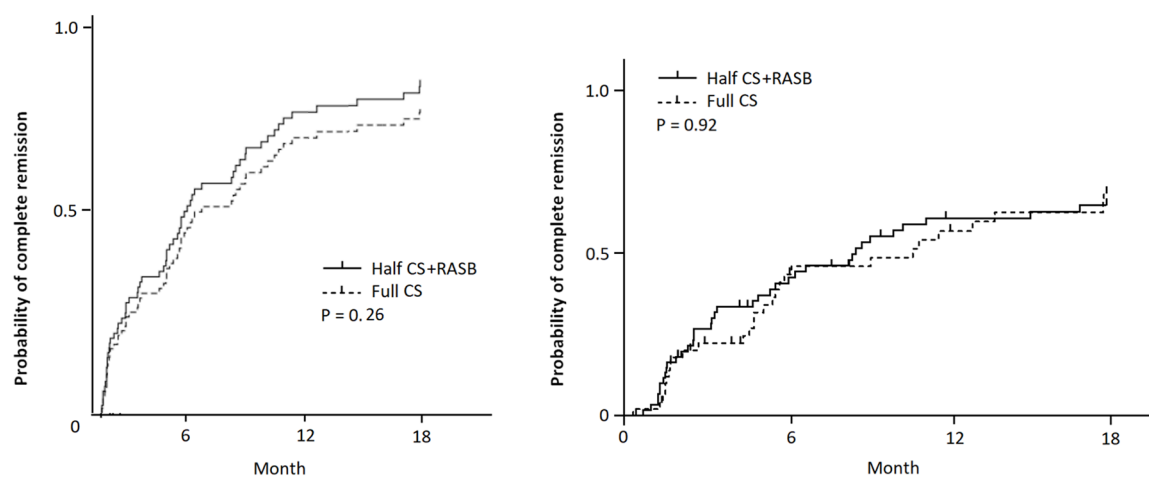 1.0
0.5
0
6
12
18
Month
Probability of complete remission
Half CS+RASB
Full CS
P = 0.26
Half CS+RASB
Full CS
P = 0.92
1.0
0.5
0
0
6
12
18
Month
Probability of complete remission